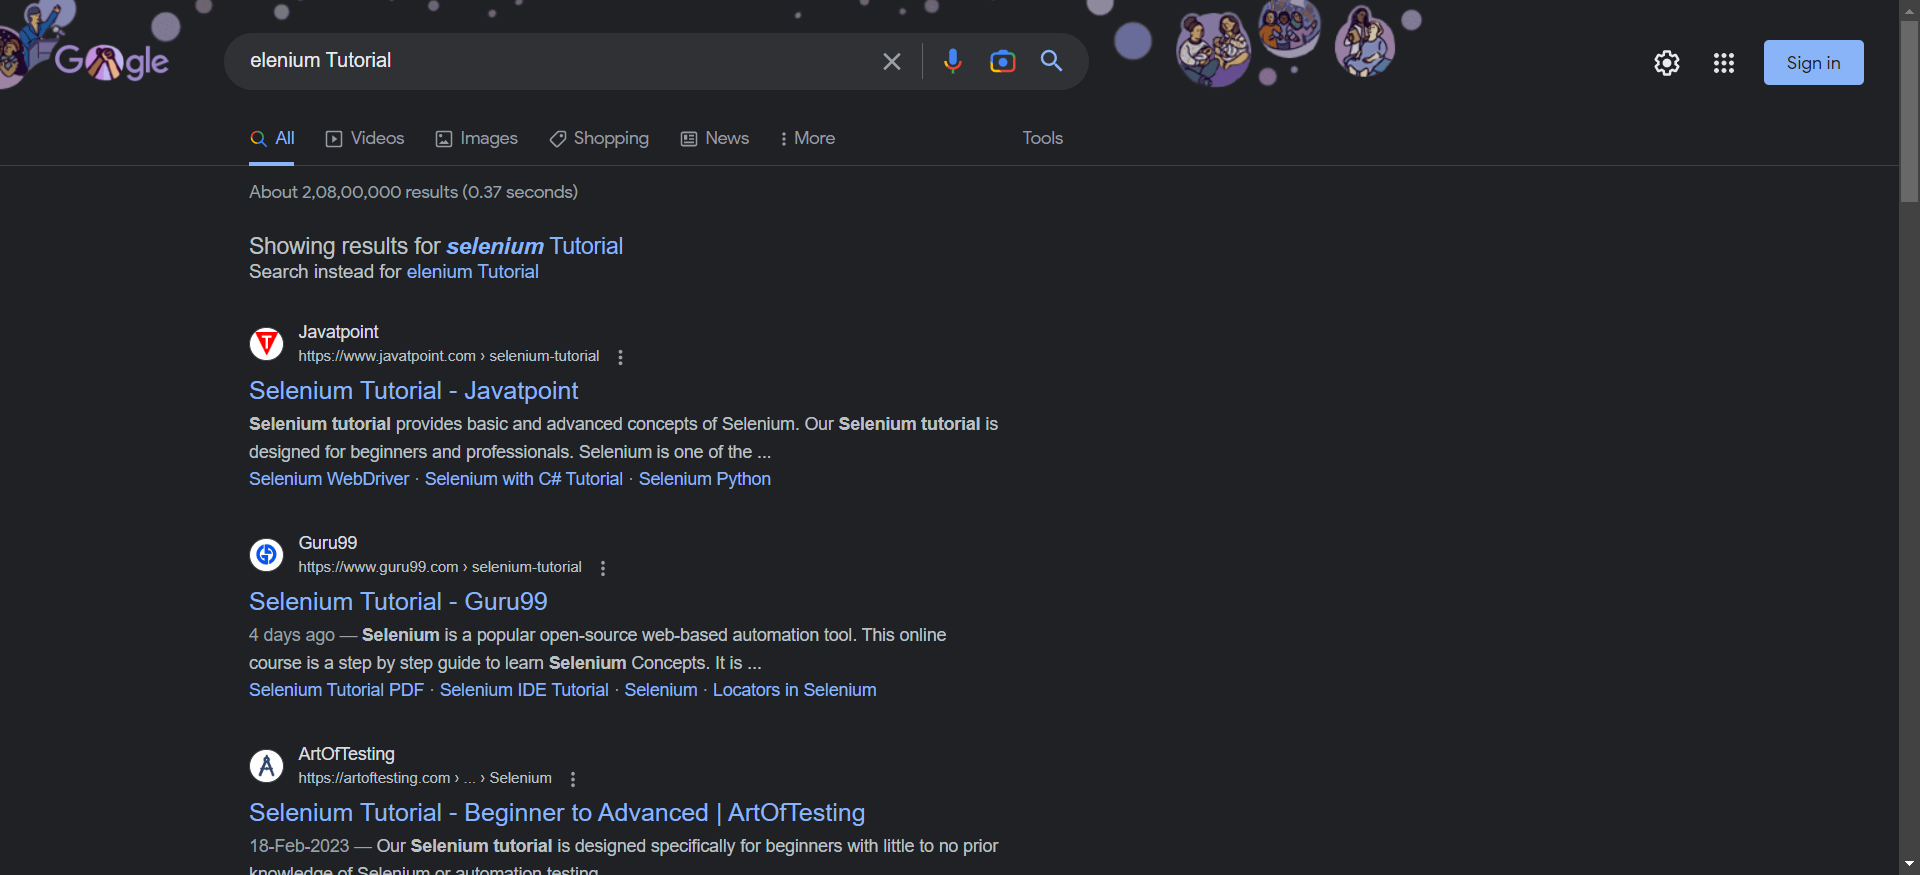 Google
elenium Tutorial
Sign in
All Videos Images Shopping News More Tools
About 2,08,00,000 results (0.37 seconds)
Showing results for selenium Tutorial
Search instead for elenium Tutorial
Javatpoint
https://www.javatpoint.com › selenium-tutorial
Selenium Tutorial - Javatpoint
Selenium tutorial provides basic and advanced concepts of Selenium. Our Selenium tutorial is
designed for beginners and professionals. Selenium is one of the ...
Selenium WebDriver · Selenium with C# Tutorial · Selenium Python
Guru99
https://www.guru99.com › selenium-tutorial
Selenium Tutorial - Guru99
4 days ago — Selenium is a popular open-source web-based automation tool. This online
course is a step by step guide to learn Selenium Concepts. It is ...
Selenium Tutorial PDF · Selenium IDE Tutorial · Selenium · Locators in Selenium
ArtOfTesting
https://artoftesting.com › ... › Selenium
Selenium Tutorial - Beginner to Advanced | ArtOfTesting
18-Feb-2023 — Our Selenium tutorial is designed specifically for beginners with little to no prior
knowledge of Selenium or automation testing